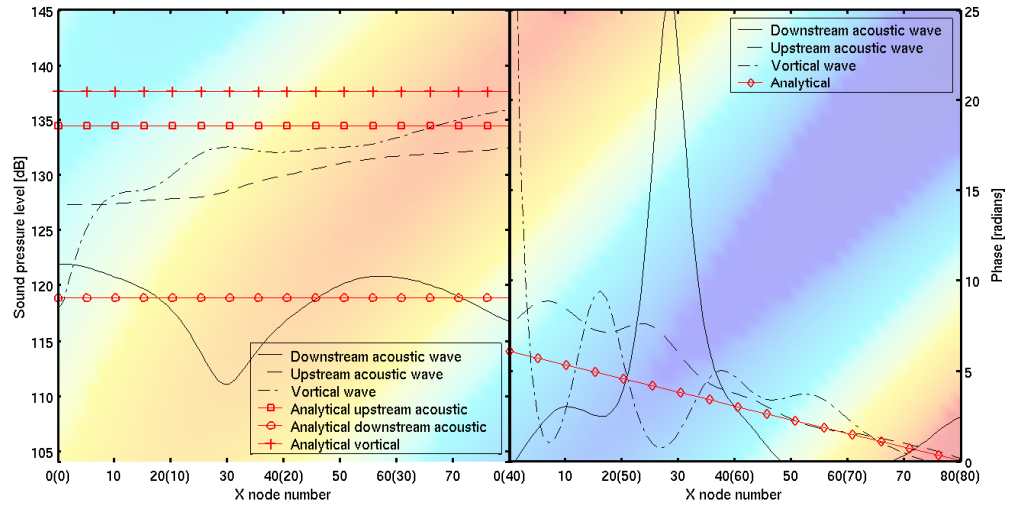 145
140
135
130
125
120
115
110
105
Sound pressure level [dB]
Downstream acoustic wave
Upstream acoustic wave
Vortical wave
Analytical upstream acoustic
Analytical downstream acoustic
Analytical vortical
0(0) 10 20(10) 30 40(20) 50 60(30) 70 0(40)
X node number
Downstream acoustic wave
Upstream acoustic wave
Vortical wave
Analytical
25
20
15
10
5
0
Phase [radians]
10 20(50) 30 40(60) 50 60(70) 70 80(80)
X node number